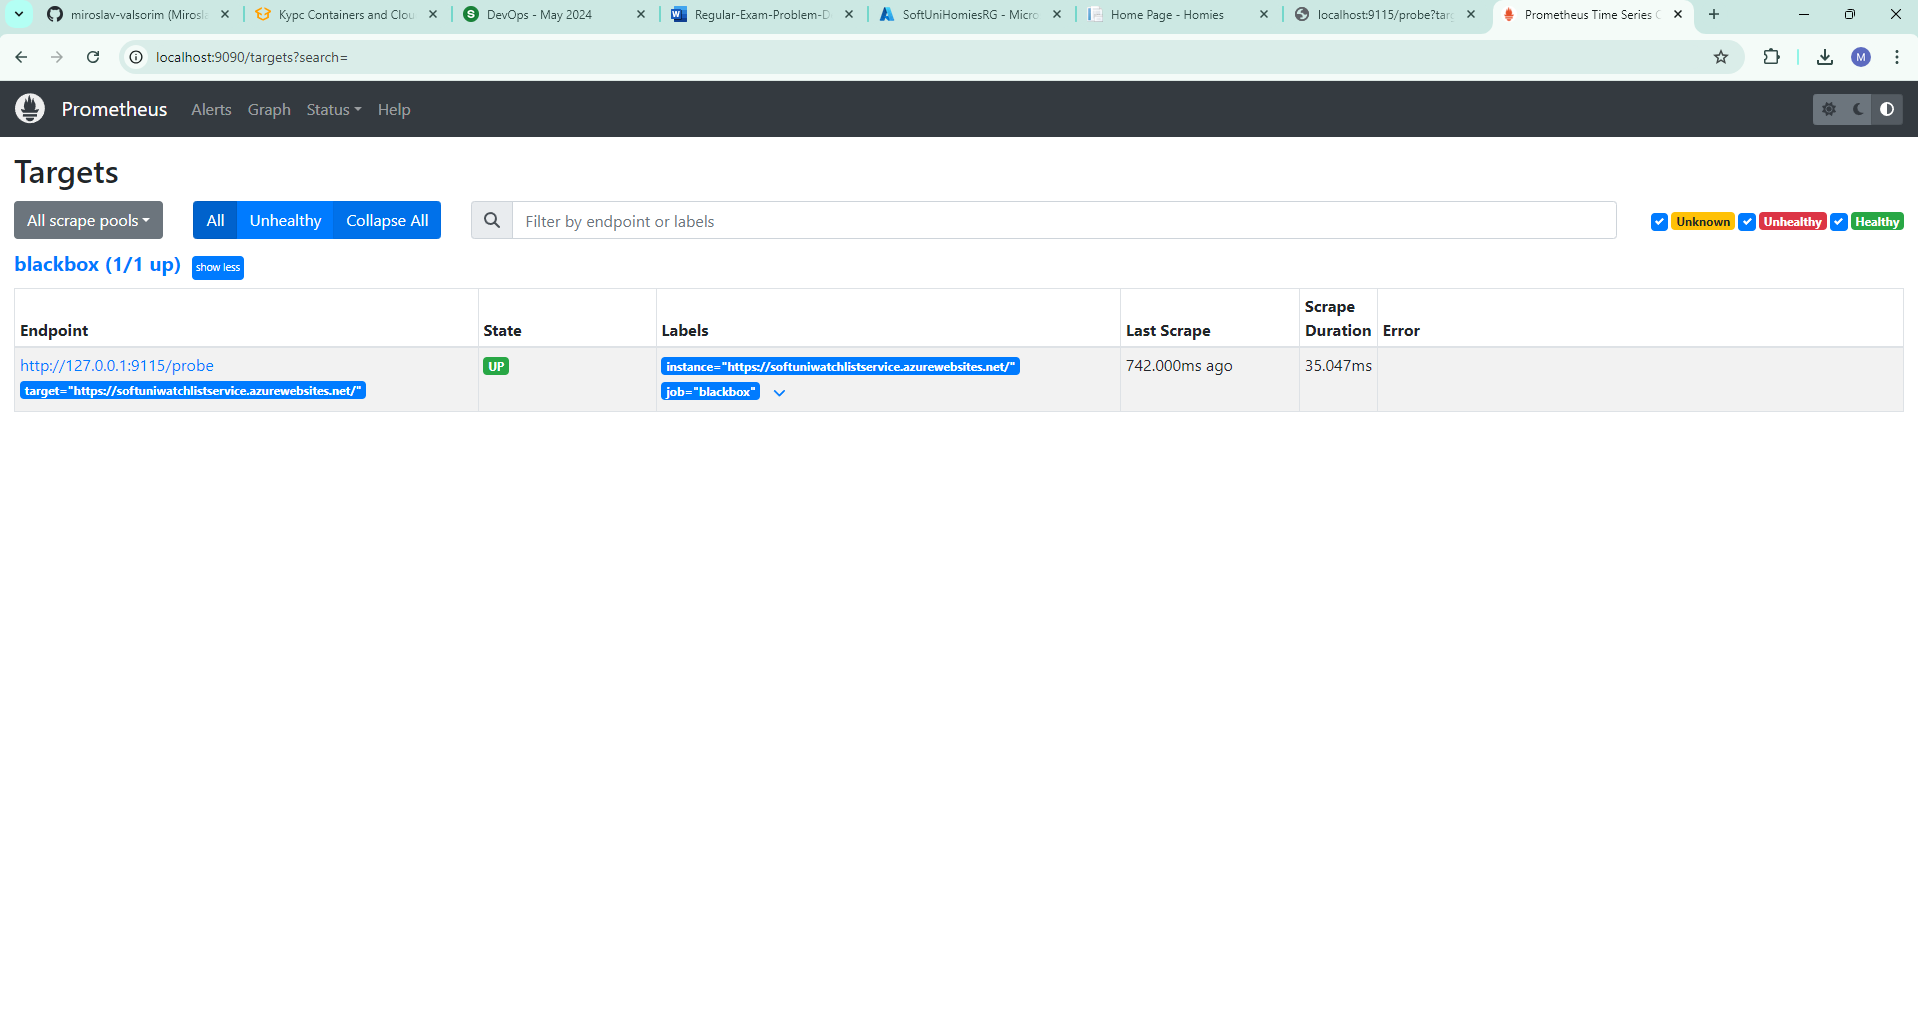 miroslav-valsorim (Mirosl
Курс Containers and Clou
DevOps - May 2024
Regular-Exam-Problem-D
SoftUniHomiesRG - Micro
Home Page - Homies
localhost:9115/probe?targ
Prometheus Time Series C
localhost:9090/targets?search=
M
Prometheus
Alerts
Graph
Status
Help
Targets
All scrape pools
All
Unhealthy
Collapse All
Filter by endpoint or labels
Unknown
Unhealthy
Healthy
blackbox (1/1 up)
show less
Endpoint
State
Labels
Last Scrape
Scrape
Duration
Error
http://127.0.0.1:9115/probe
target="https://softuniwatchlistservice.azurewebsites.net/"
UP
instance="https://softuniwatchlistservice.azurewebsites.net/"
job="blackbox"
742.000ms ago
35.047ms